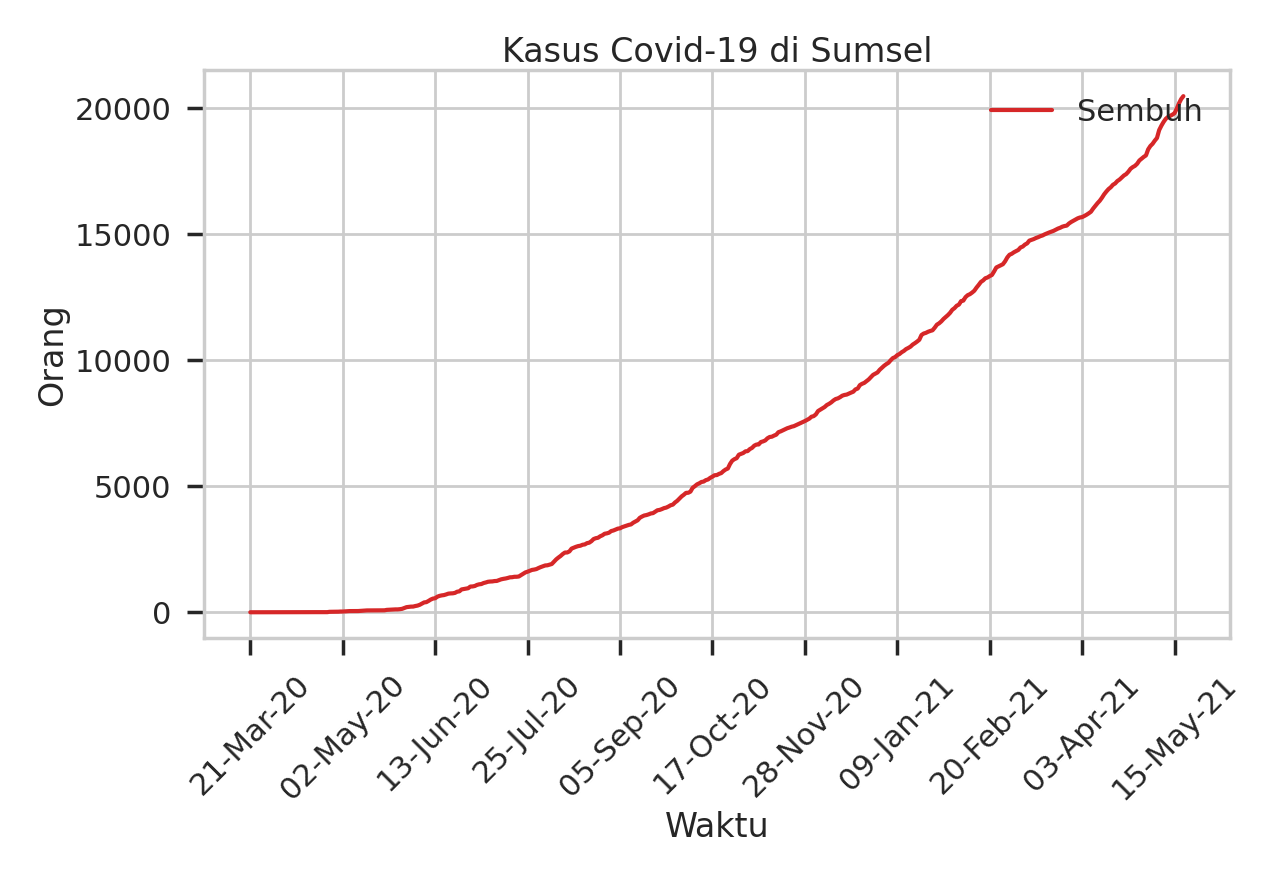 Kasus Covid-19 di Sumsel
Sembuh
20000
15000
10000
5000
0
Orang
21-Mar-20
02-May-20
13-Jun-20
25-Jul-20
05-Sep-20
17-Oct-20
28-Nov-20
09-Jan-21
20-Feb-21
03-Apr-21
15-May-21
Waktu